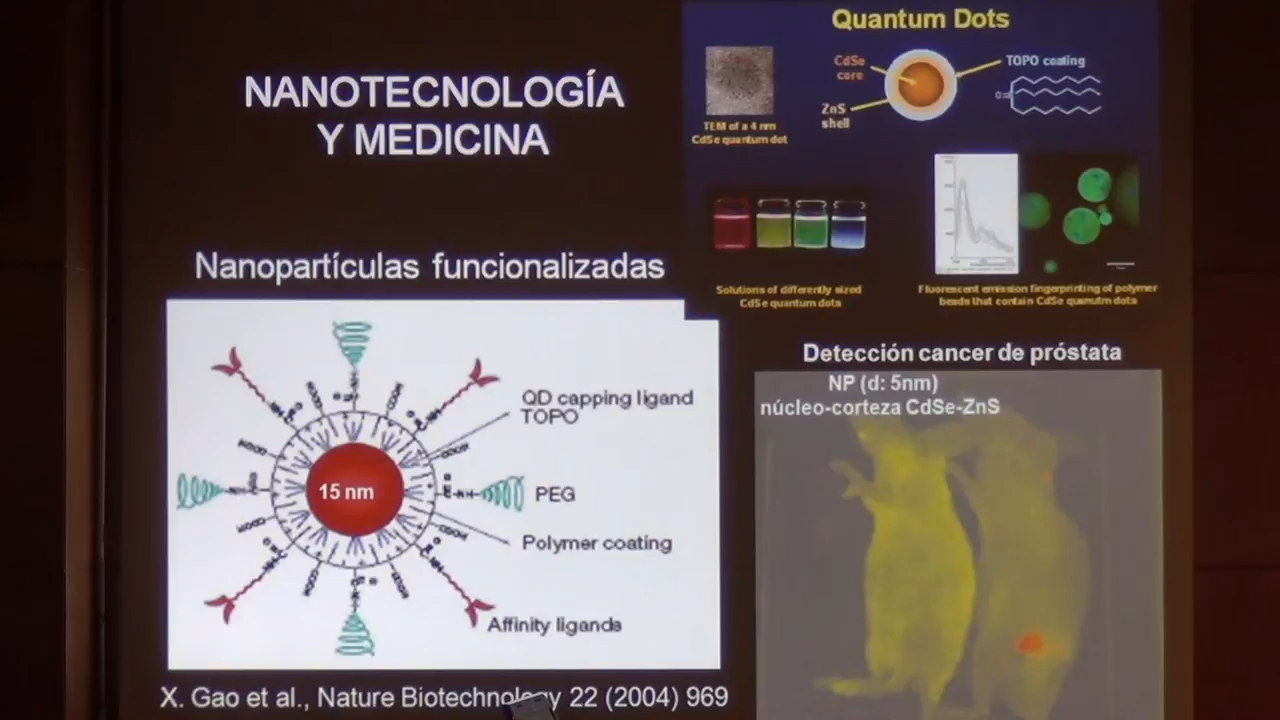 NANOTECNOLOGÍA
Y MEDICINA
Nanopartículas funcionalizadas
QD capping ligand
TOPO
15 nm
PEG
Polymer coating
Affinity ligands
X. Gao et al., Nature Biotechnology 22 (2004) 969
Quantum Dots
CdSe
core
TOPO coating
ZnS
shell
TEM of a 4 nm
CdSe quantum dot
Solutions of differently sized
CdSe quantum dots
Fluorescent emission fingerprinting of polymer
beads that contain CdSe quanutm dots
Detección cancer de próstata
NP (d: 5nm)
núcleo-corteza CdSe-ZnS